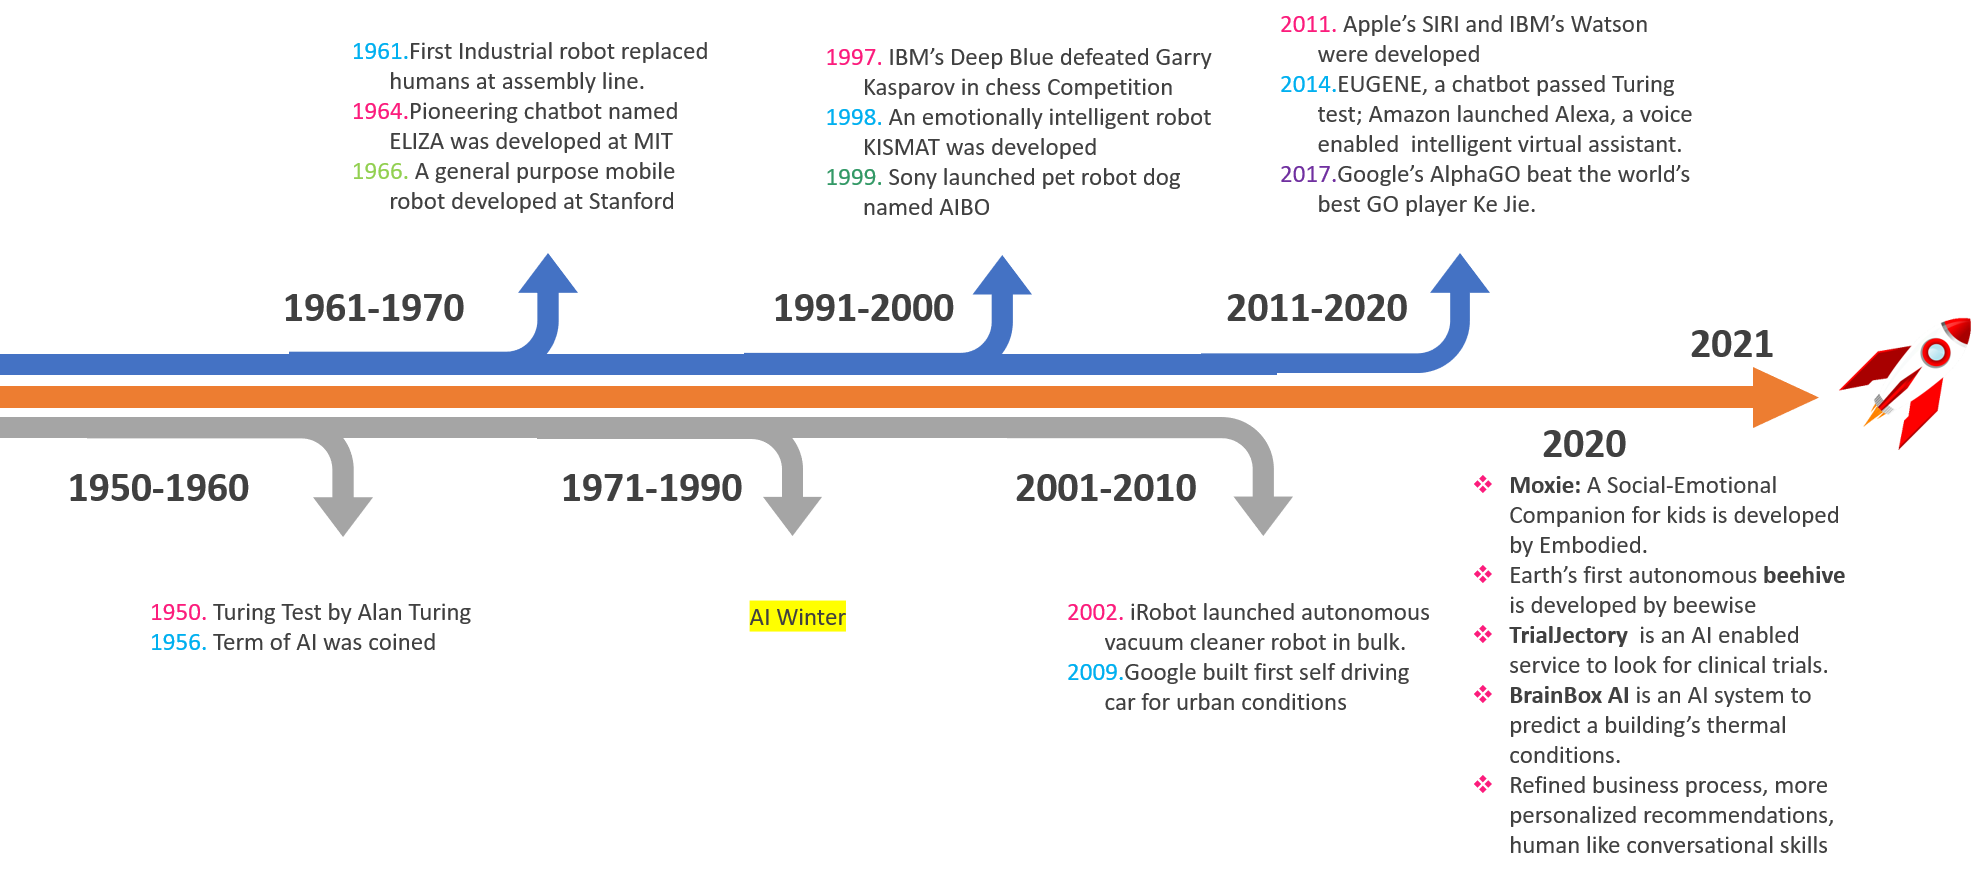 1961.First Industrial robot replaced
humans at assembly line.
1964.Pioneering chatbot named
ELIZA was developed at MIT
1966. A general purpose mobile
robot developed at Stanford
1997. IBM's Deep Blue defeated Garry
Kasparov in chess Competition
1998. An emotionally intelligent robot
KISMAT was developed
1999. Sony launched pet robot dog
named AIBO
2011. Apple's SIRI and IBM's Watson
were developed
2014.EUGENE, a chatbot passed Turing
test; Amazon launched Alexa, a voice
enabled  intelligent virtual assistant.
2017.Google's AlphaGO beat the world's
best GO player Ke Jie.
1961-1970
1991-2000
2011-2020
2021
1950-1960
1971-1990
2001-2010
2020
1950. Turing Test by Alan Turing
1956. Term of AI was coined
AI Winter
2002. iRobot launched autonomous
vacuum cleaner robot in bulk.
2009.Google built first self driving
car for urban conditions
❖ Moxie: A Social-Emotional
Companion for kids is developed
by Embodied.
❖ Earth's first autonomous beehive
is developed by beewise
❖ TrialJectory  is an AI enabled
service to look for clinical trials.
❖ BrainBox AI is an AI system to
predict a building's thermal
conditions.
❖ Refined business process, more
personalized recommendations,
human like conversational skills